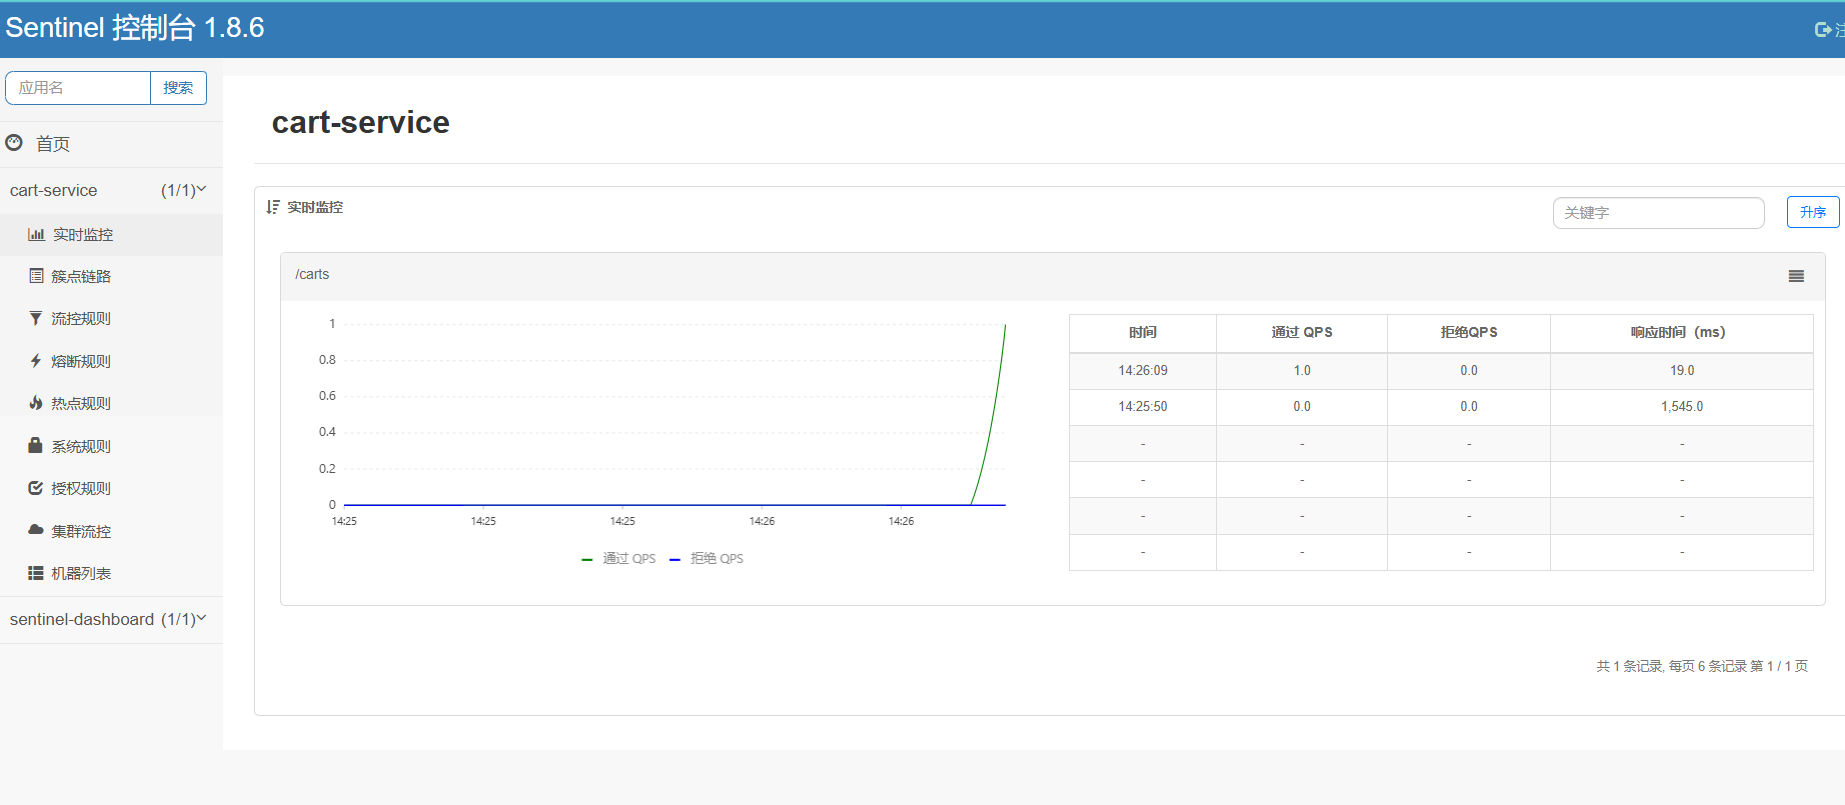 Sentinel 控制台 1.8.6
应用名 搜索
首页
cart-service (1/1)
实时监控
簇点链路
流控规则
熔断规则
热点规则
系统规则
授权规则
集群流控
机器列表
sentinel-dashboard (1/1)
cart-service
实时监控 关键字 升序
/carts
1
0.8
0.6
0.4
0.2
0
14:25 14:25 14:25 14:26 14:26
通过 QPS 拒绝 QPS
时间 通过 QPS 拒绝QPS 响应时间（ms）
14:26:09 1.0 0.0 19.0
14:25:50 0.0 0.0 1,545.0
- - - -
- - - -
- - - -
- - - -
共 1 条记录, 每页 6 条记录 第 1 / 1 页